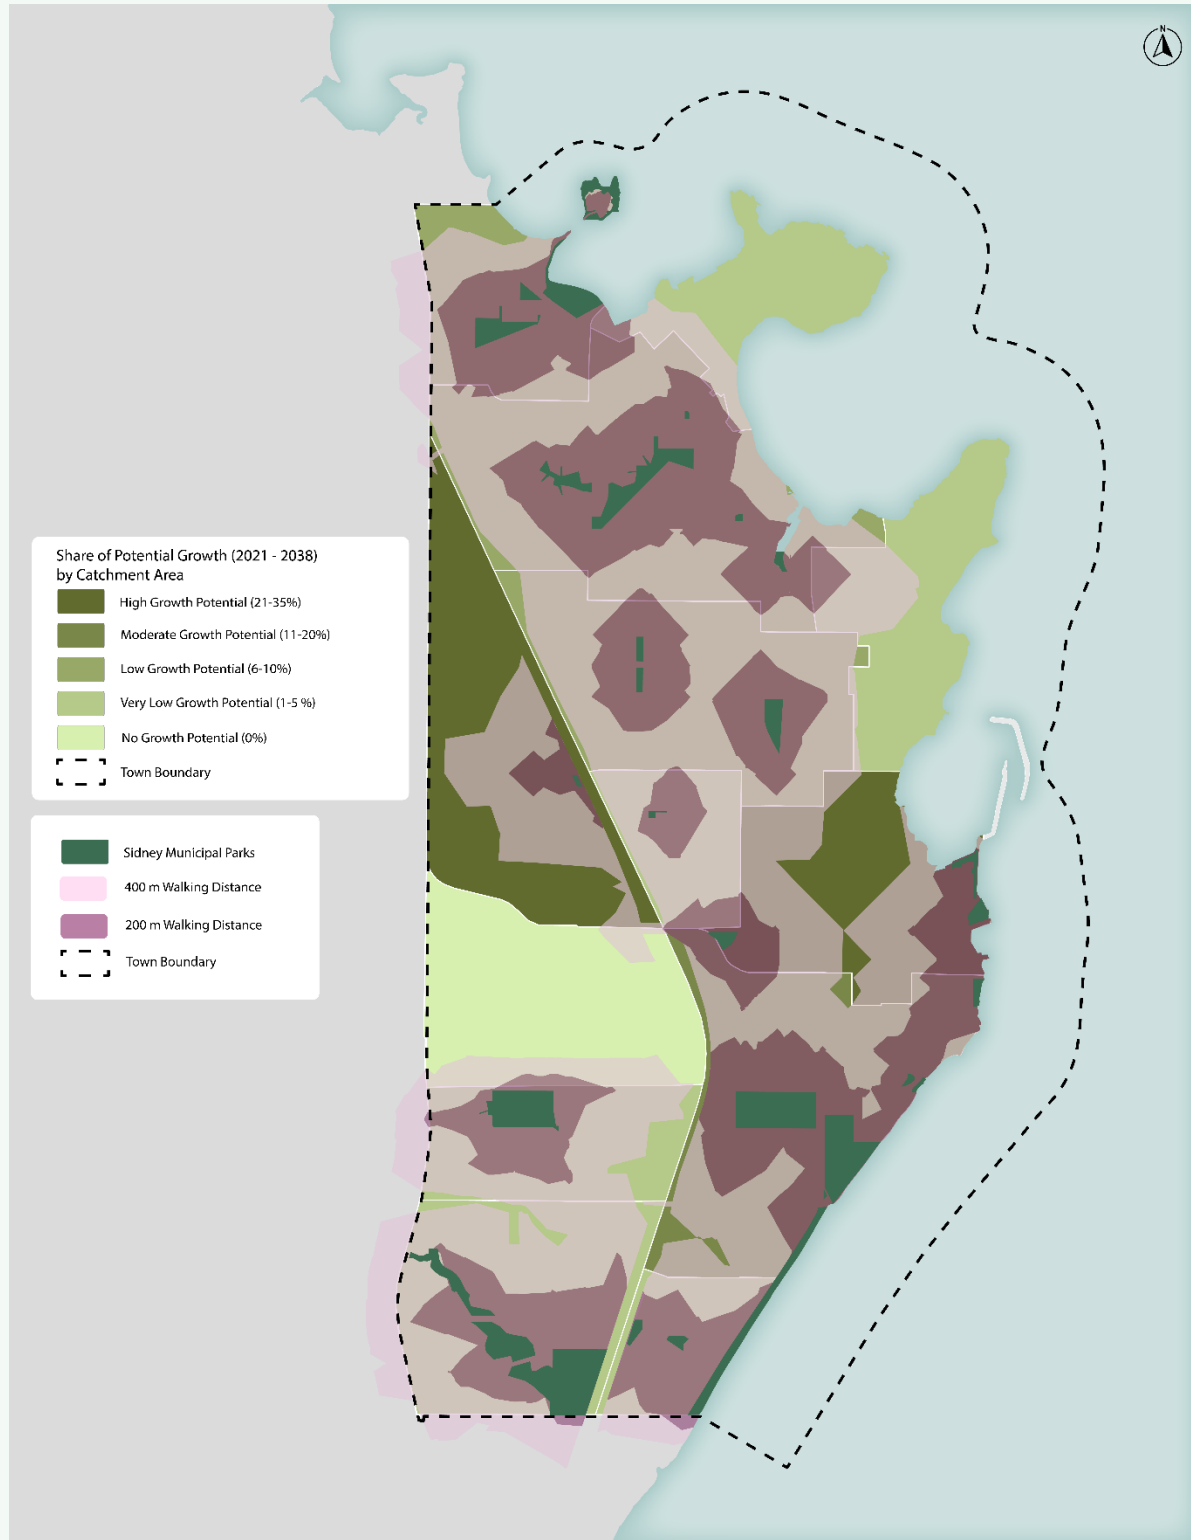 N
Share of Potential Growth (2021 - 2038)
by Catchment Area
High Growth Potential (21-35%)
Moderate Growth Potential (11-20%)
Low Growth Potential (6-10%)
Very Low Growth Potential (1-5 %)
No Growth Potential (0%)
Town Boundary
Sidney Municipal Parks
400 m Walking Distance
200 m Walking Distance
Town Boundary